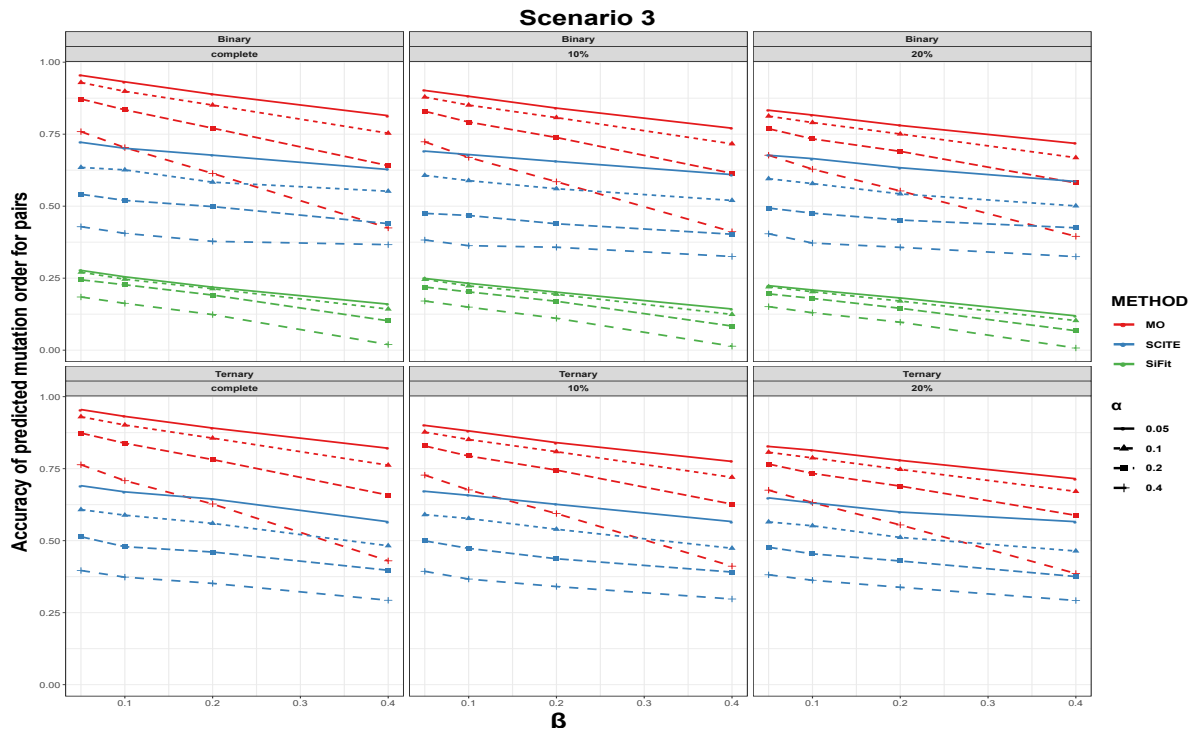 Scenario 3
Binary
Binary
Binary
complete
10%
20%
1.00
0.75
0.50
0.25
0.00
Ternary
Ternary
Ternary
complete
10%
20%
1.00
0.75
0.50
0.25
0.00
0.1
0.2
0.3
0.4
0.1
0.2
0.3
0.4
0.1
0.2
0.3
0.4
ß
Accuracy of predicted mutation order for pairs
METHOD
MO
SCITE
SiFit
α
0.05
0.1
0.2
0.4